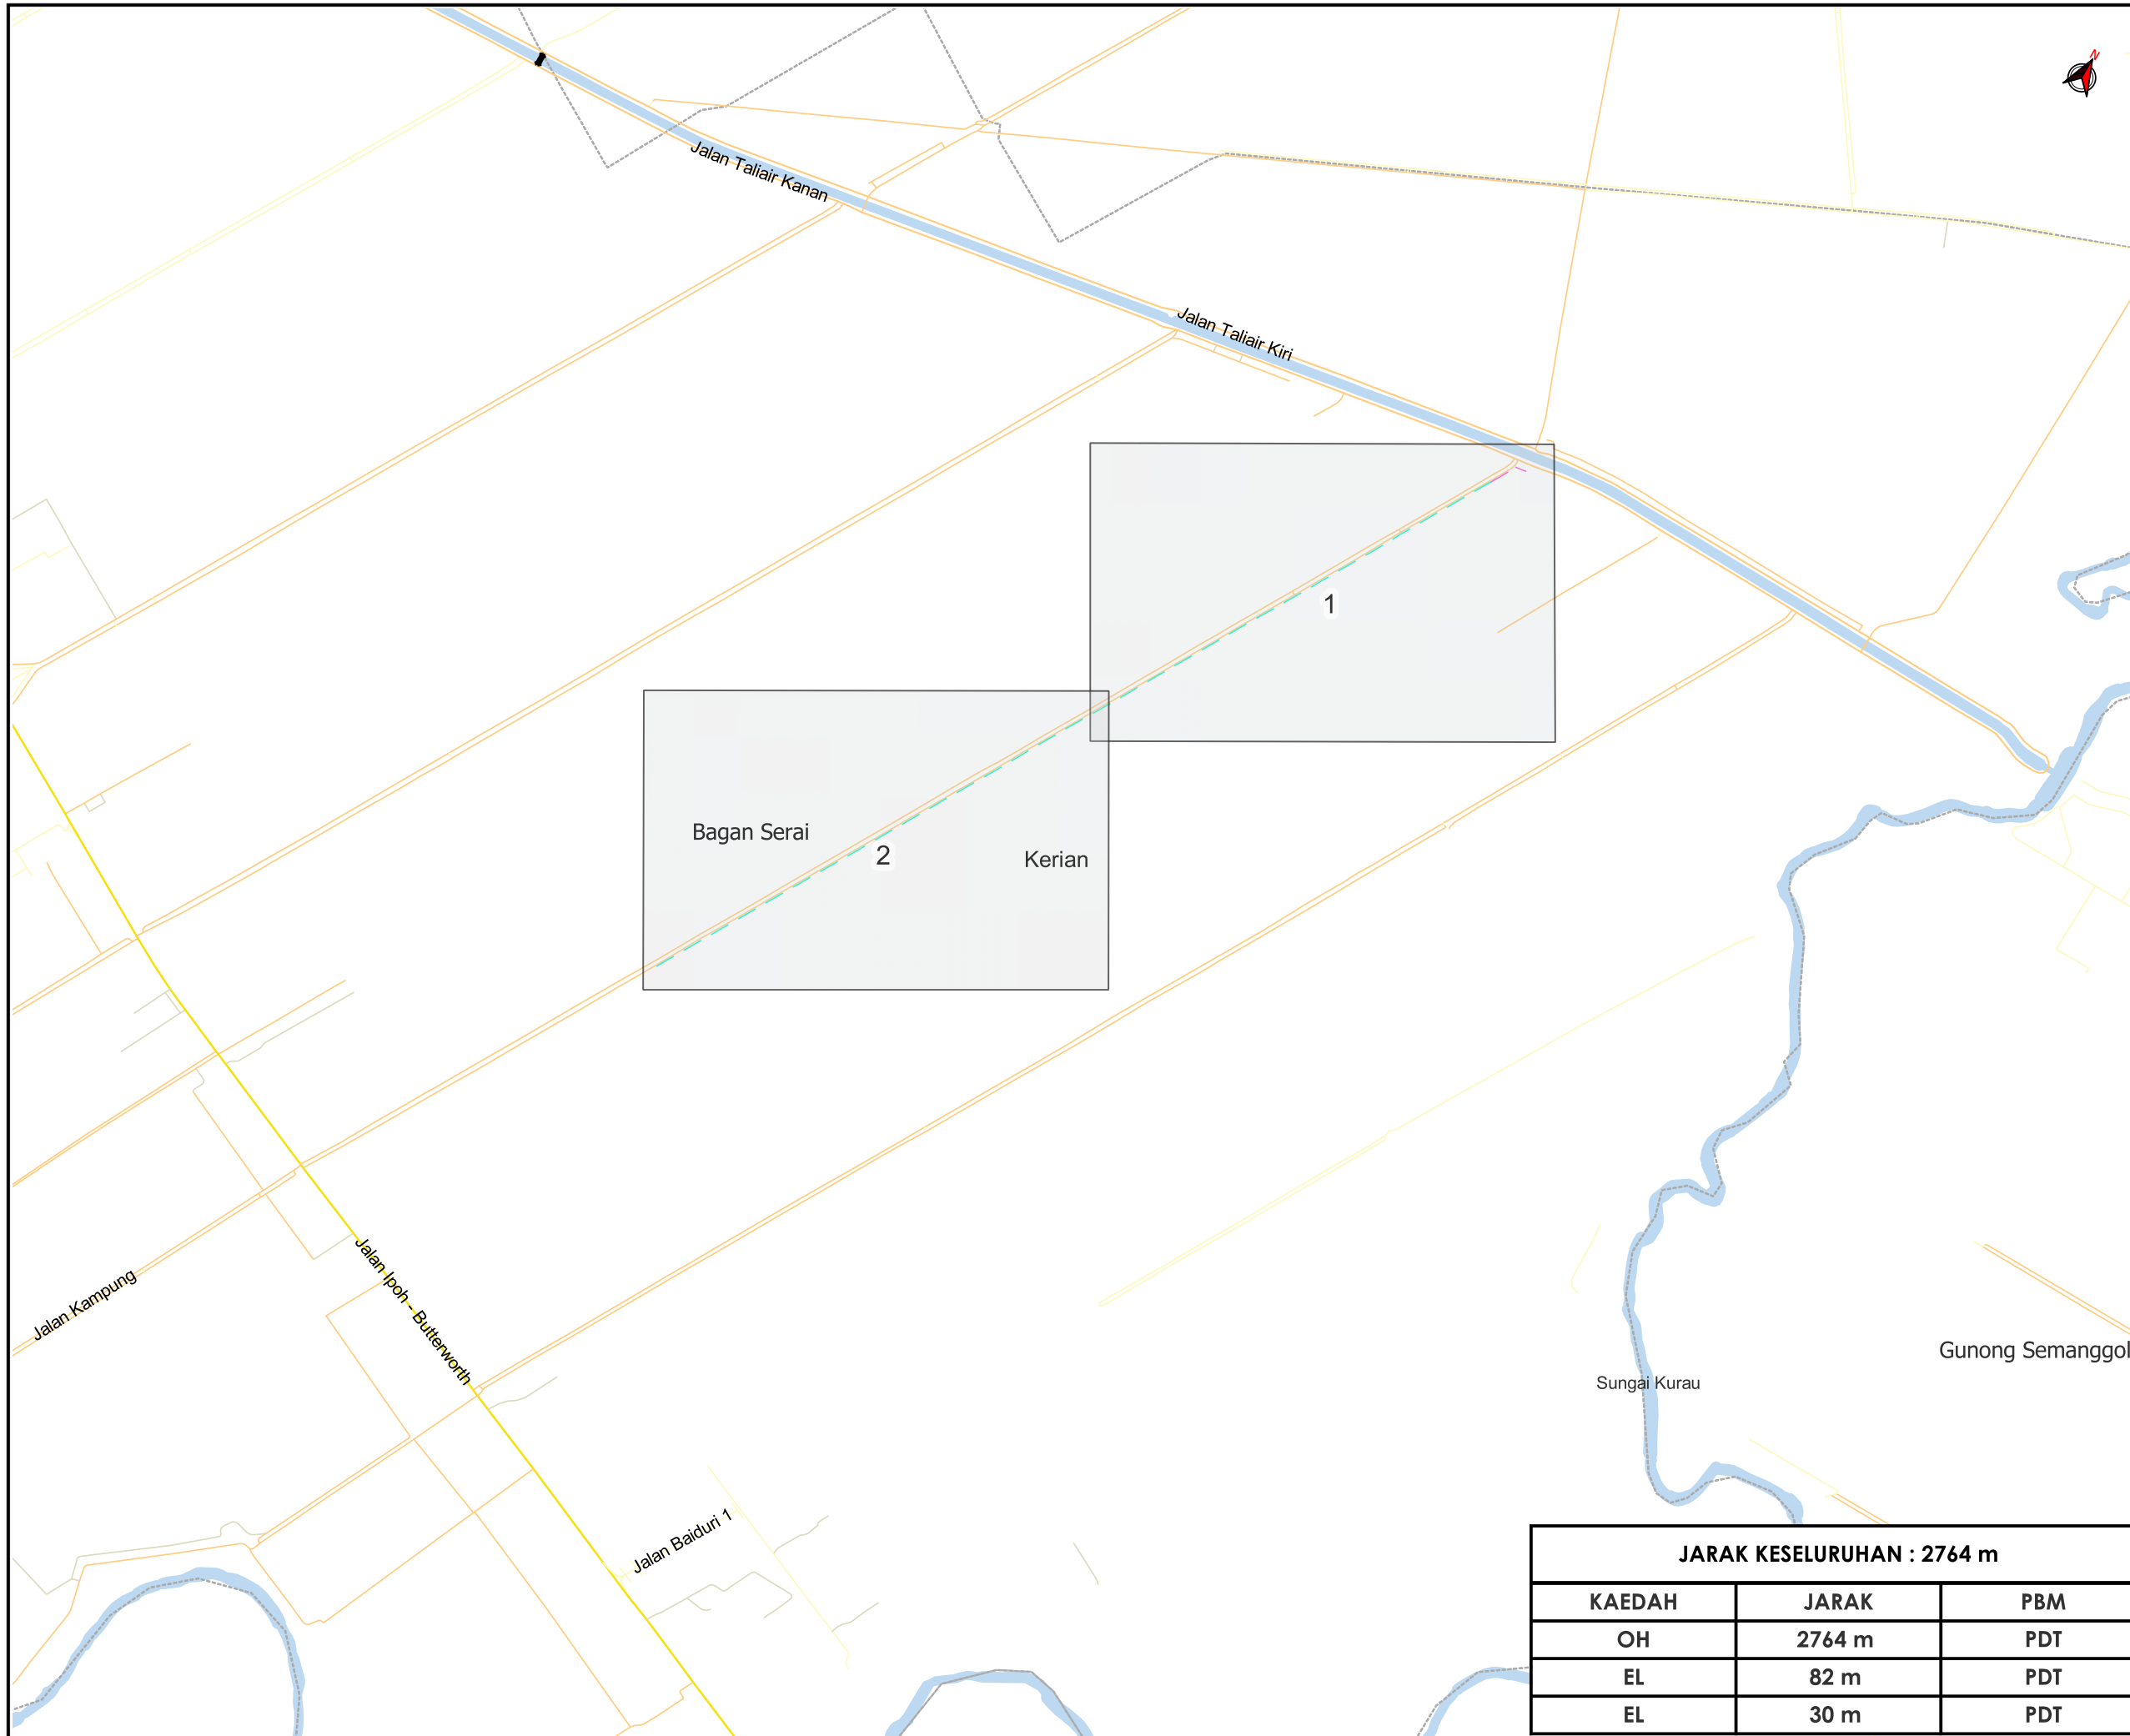 N
Jalan Taliair Kanan
Jalan Taliair Kiri
1
Bagan Serai
2
Kerian
Jalan Kampung
Jalan Ipoh - Butterworth
Gunong Semanggol
Sungai Kurau
Jalan Baiduri 1
JARAK KESELURUHAN : 2764 m
KAEDAH JARAK PBM
OH 2764 m PDT
EL 82 m PDT
EL 30 m PDT